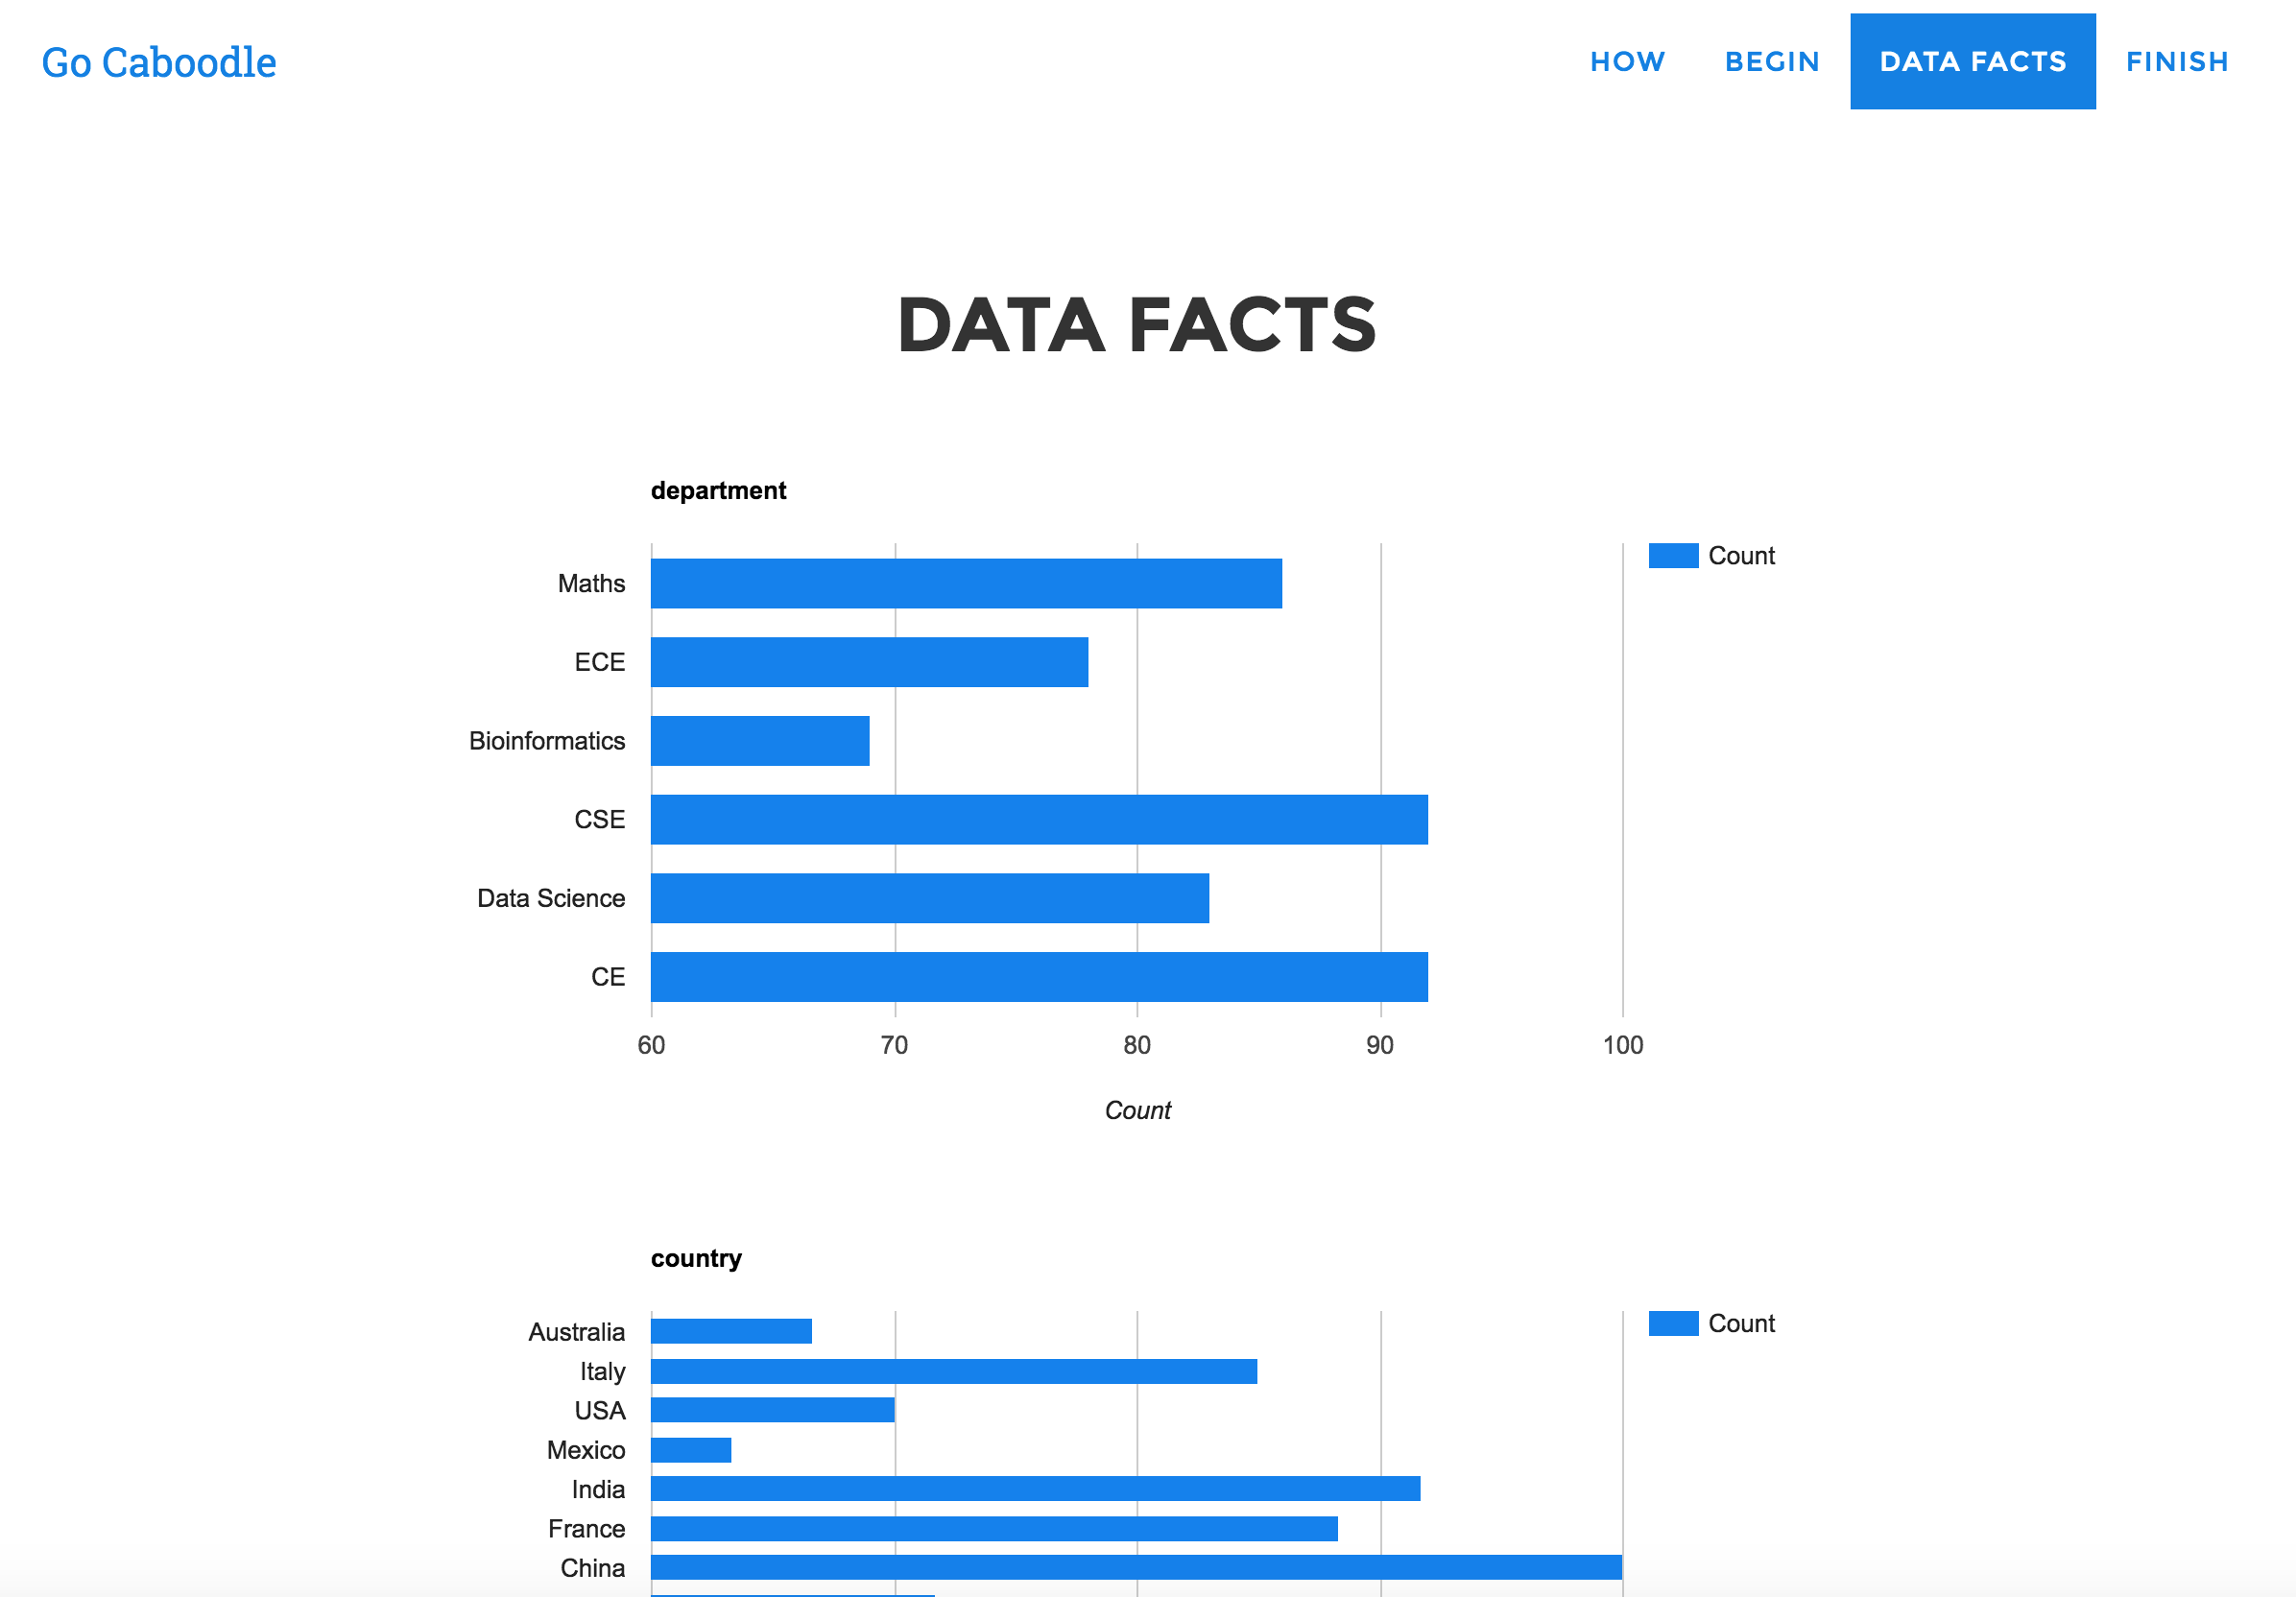 Go Caboodle
HOW BEGIN DATA FACTS FINISH
DATA FACTS
department
Count
Maths
ECE
Bioinformatics
CSE
Data Science
CE
60 70 80 90 100
Count
country
Count
Australia
Italy
USA
Mexico
India
France
China